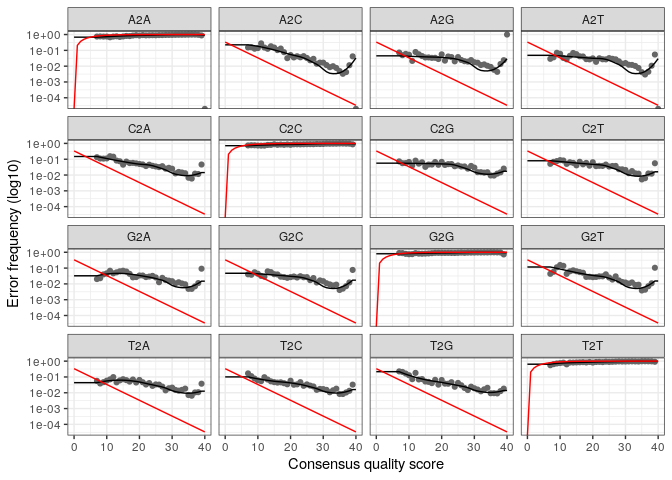 A2A A2C A2G A2T
1e+00
1e-01
1e-02
1e-03
1e-04
C2A C2C C2G C2T
1e+00
1e-01
1e-02
1e-03
1e-04
G2A G2C G2G G2T
1e+00
1e-01
1e-02
1e-03
1e-04
T2A T2C T2G T2T
1e+00
1e-01
1e-02
1e-03
1e-04
0 10 20 30 40 0 10 20 30 40 0 10 20 30 40 0 10 20 30 40
Consensus quality score
Error frequency (log10)